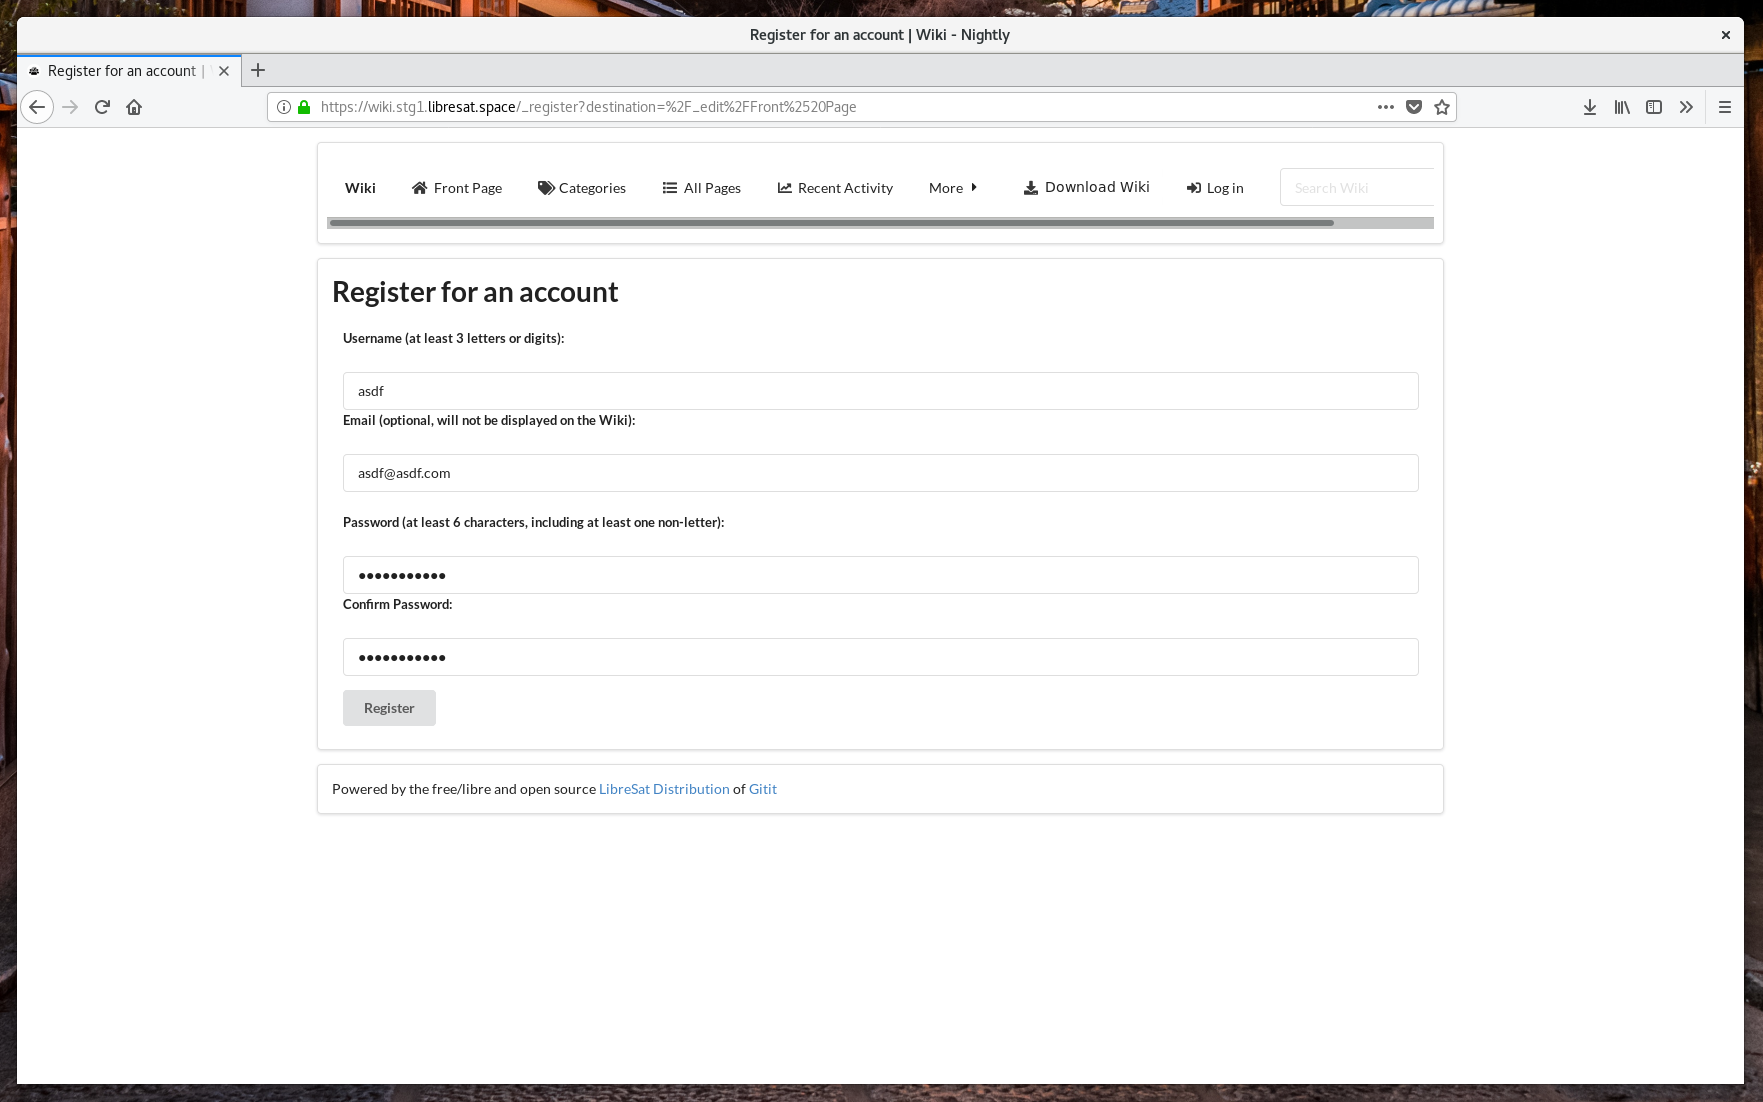 Register for an account | Wiki - Nightly
Register for an account |
https://wiki.stg1.libresat.space/_register?destination=%2F_edit%2FFront%2520Page
Wiki Front Page Categories All Pages Recent Activity More Download Wiki Log in Search Wiki
Register for an account
Username (at least 3 letters or digits):
asdf
Email (optional, will not be displayed on the Wiki):
asdf@asdf.com
Password (at least 6 characters, including at least one non-letter):
●●●●●●●●●●●
Confirm Password:
●●●●●●●●●●●
Register
Powered by the free/libre and open source LibreSat Distribution of Gitit